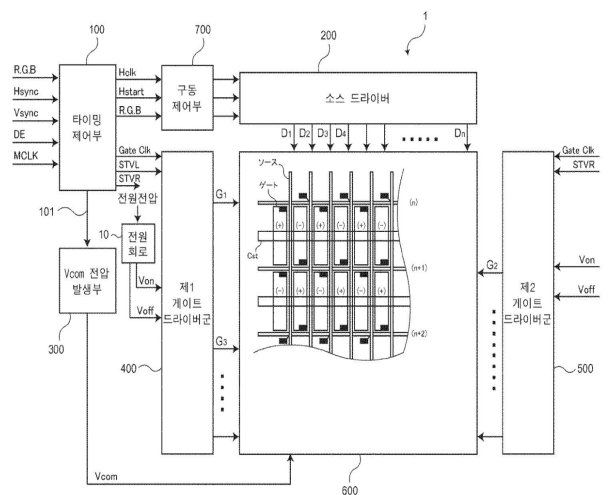 1
100
700
200
R.G.B
Hsync
Vsync
DE
MCLK
타이밍
제어부
Hclk
Hstart
R.G.B
구동
제어부
소스 드라이버
D1 D2 D3 D4 Dn
Gate Clk
STVL
STVR
전원전압
101
10
전원
회로
Von
Voff
Vcom 전압
발생부
300
제1
게이트
드라이버군
400
G1
G3
ソース
ゲート
(+) (-) (+) (-) (+) (-)
Cst
(-) (+) (-) (+) (-) (+)
(n)
(n+1)
(n+2)
G2
Gate Clk
STVR
Von
Voff
제2
게이트
드라이버군
500
Vcom
600